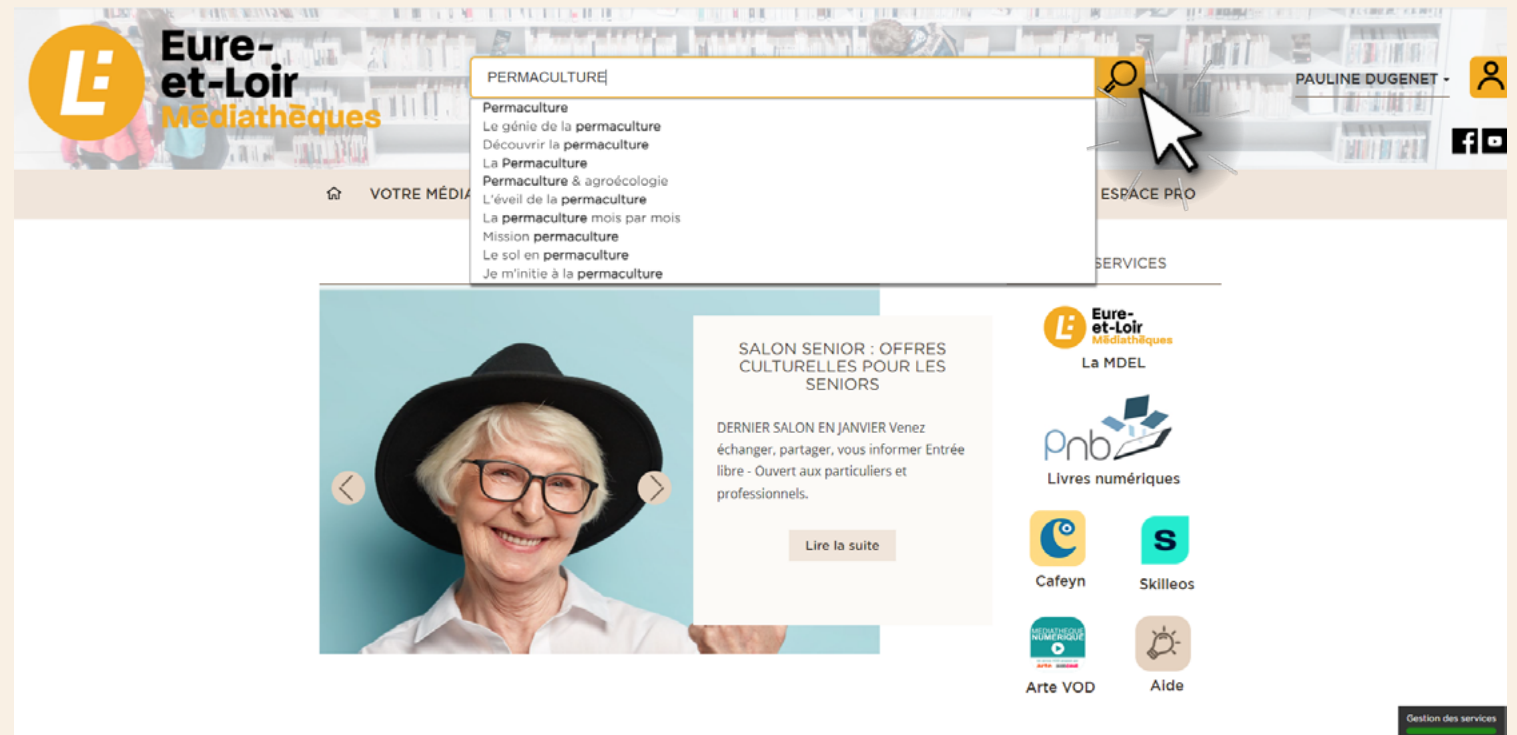 Eure-
et-Loir
Médiathèques
PERMACULTURE
PAULINE DUGENET
Permaculture
Le génie de la permaculture
Découvrir la permaculture
La Permaculture
Permaculture & agroécologie
L'éveil de la permaculture
La permaculture mois par mois
Mission permaculture
Le sol en permaculture
Je m'initie à la permaculture
VOTRE MÉDIA
ESPACE PRO
SERVICES
SALON SENIOR : OFFRES
CULTURELLES POUR LES
SENIORS
DERNIER SALON EN JANVIER Venez
échanger, partager, vous informer Entrée
libre - Ouvert aux particuliers et
professionnels.
Lire la suite
Eure-
et-Loir
Médiathèques
La MDEL
pnb
Livres numériques
Cafeyn
Skilleos
MEDIATHEQUE
NUMERIQUE
Arte VOD
Aide
Gestion des services